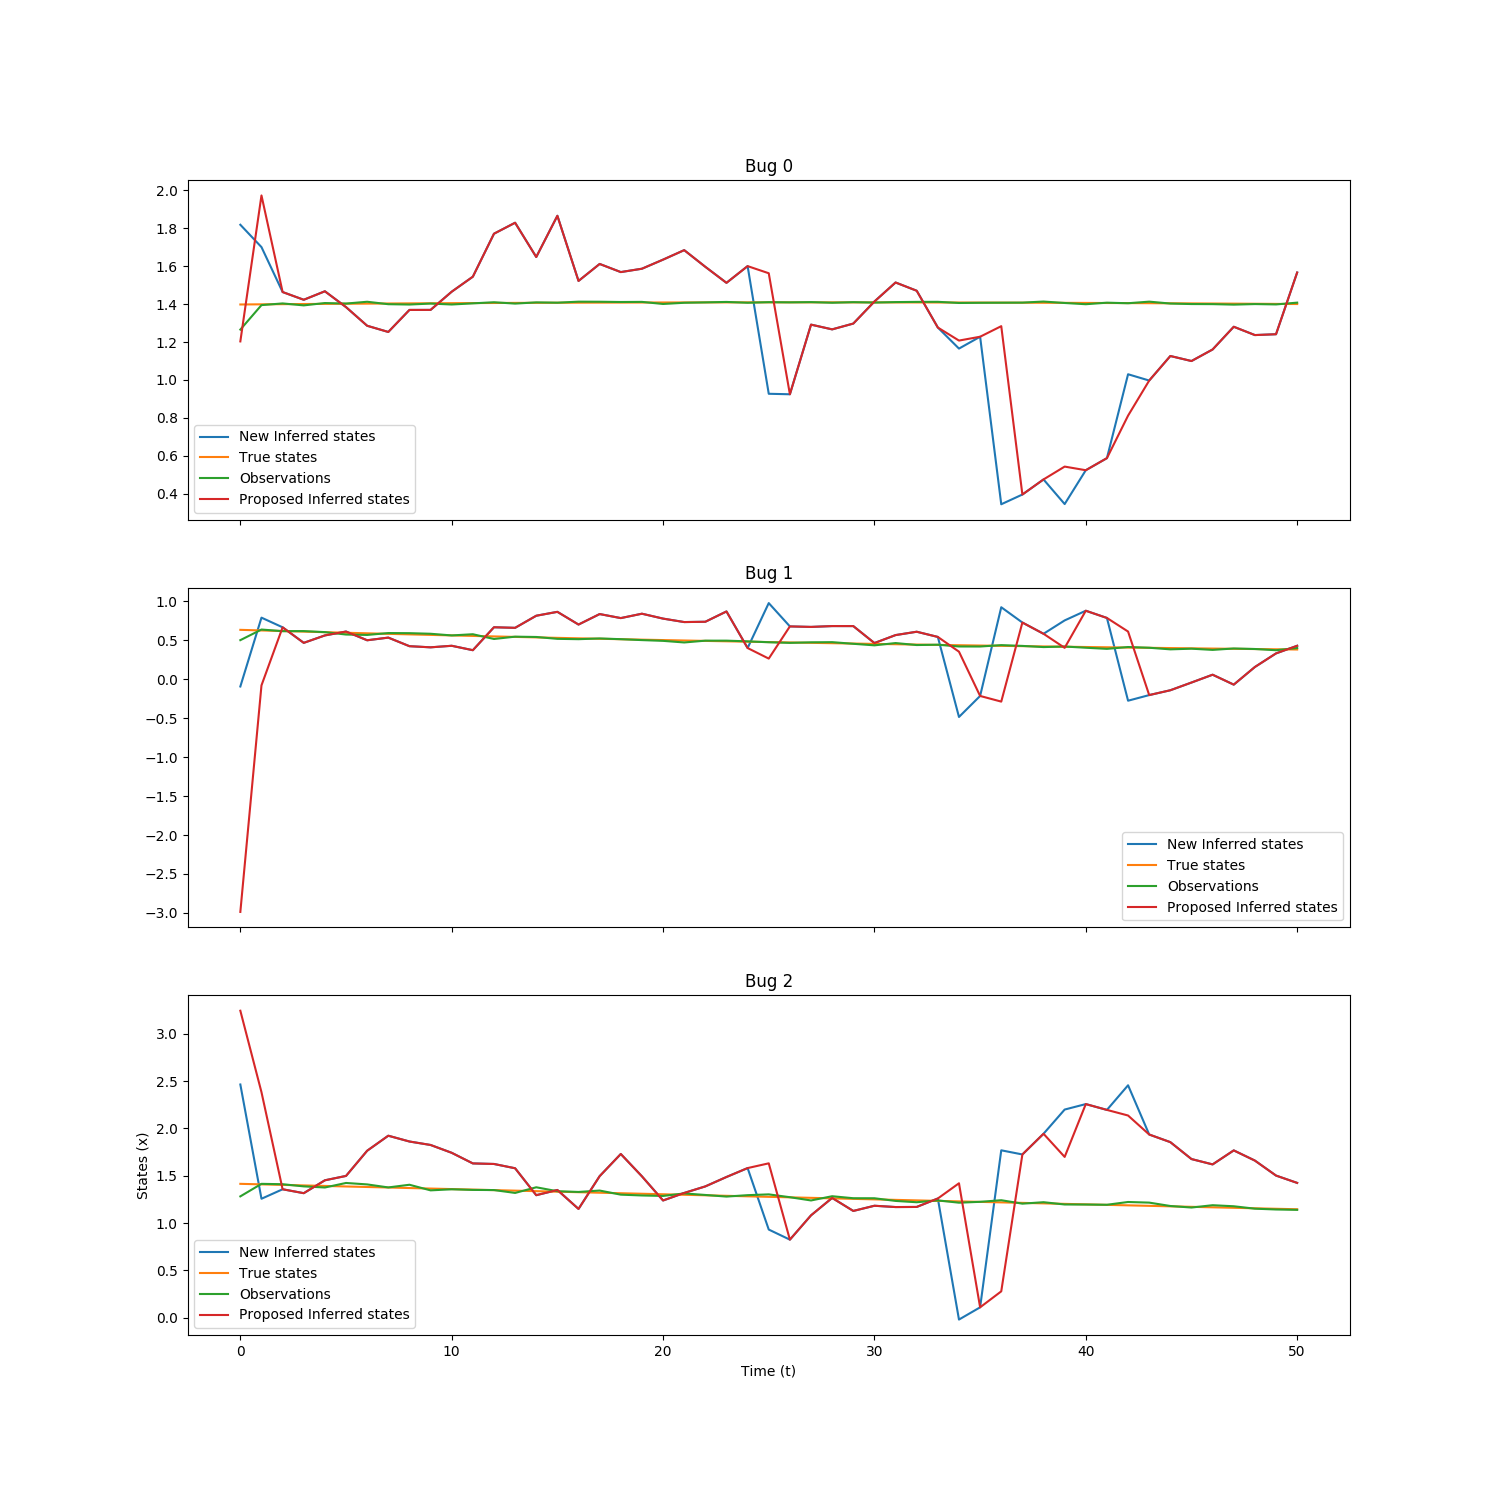 Bug 0
2.0
1.8
1.6
1.4
1.2
1.0
0.8
0.6
0.4
New Inferred states
True states
Observations
Proposed Inferred states
Bug 1
1.0
0.5
0.0
−0.5
−1.0
−1.5
−2.0
−2.5
−3.0
New Inferred states
True states
Observations
Proposed Inferred states
Bug 2
3.0
2.5
2.0
1.5
1.0
0.5
0.0
States (x)
New Inferred states
True states
Observations
Proposed Inferred states
0 10 20 30 40 50
Time (t)